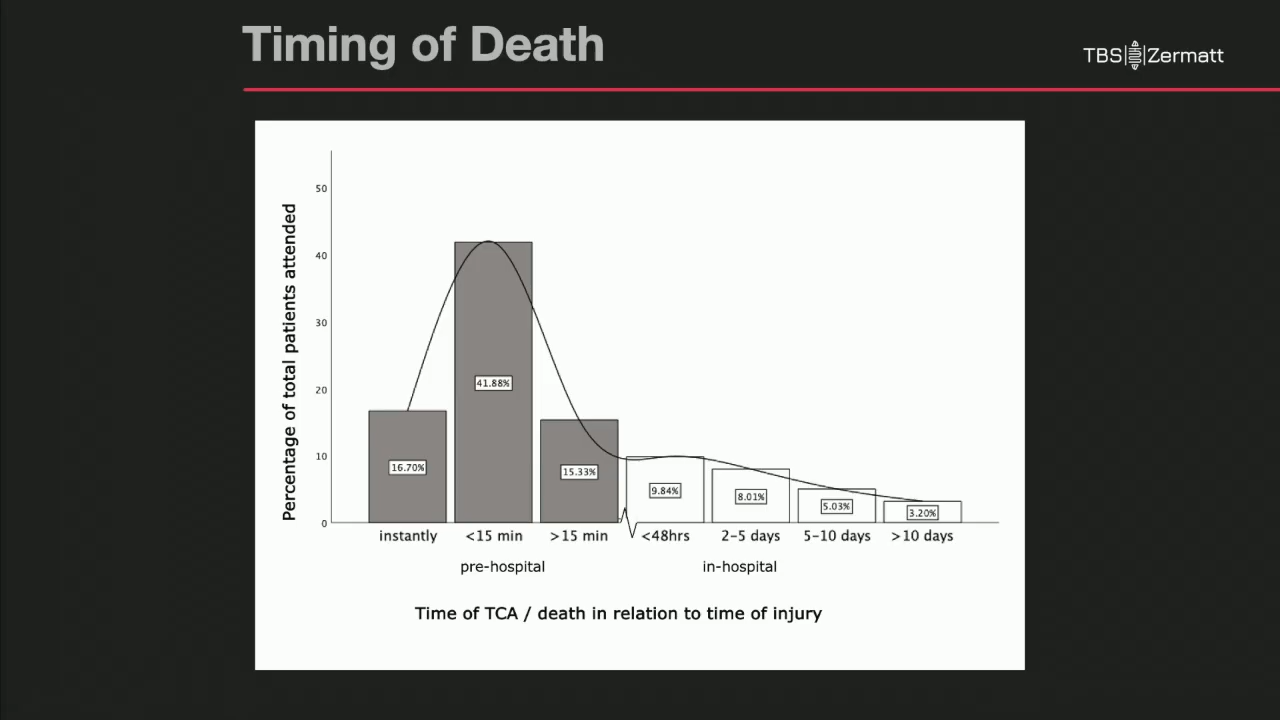 Timing of Death
TBS Zermatt
Percentage of total patients attended
50
40
30
20
10
0
16.70%
41.88%
15.33%
9.84%
8.01%
5.03%
3.20%
instantly
<15 min
>15 min
<48hrs
2-5 days
5-10 days
>10 days
pre-hospital
in-hospital
Time of TCA / death in relation to time of injury